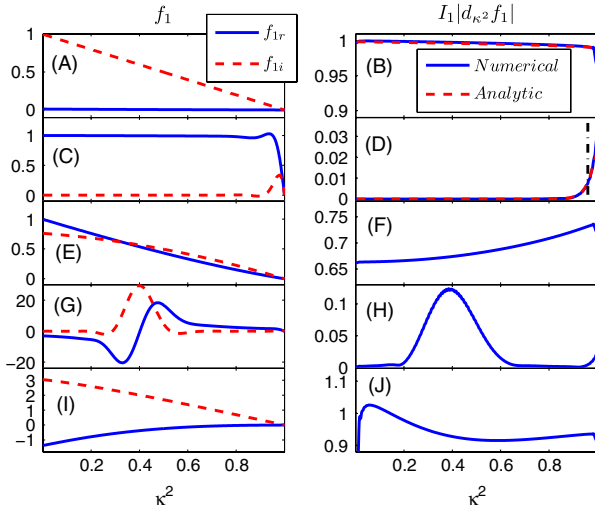 f₁
I₁|d_κ² f₁|
f₁ᵣ
f₁ᵢ
(A)
1
0.5
0
(B)
1
0.95
0.9
Numerical
Analytic
(C)
1
0.5
0
(D)
0.03
0.02
0.01
0
(E)
1
0.5
0
(F)
0.75
0.7
0.65
(G)
20
0
−20
(H)
0.1
0.05
0
(I)
3
2
1
0
−1
(J)
1.1
1
0.9
0.2 0.4 0.6 0.8
0.2 0.4 0.6 0.8
κ²
κ²